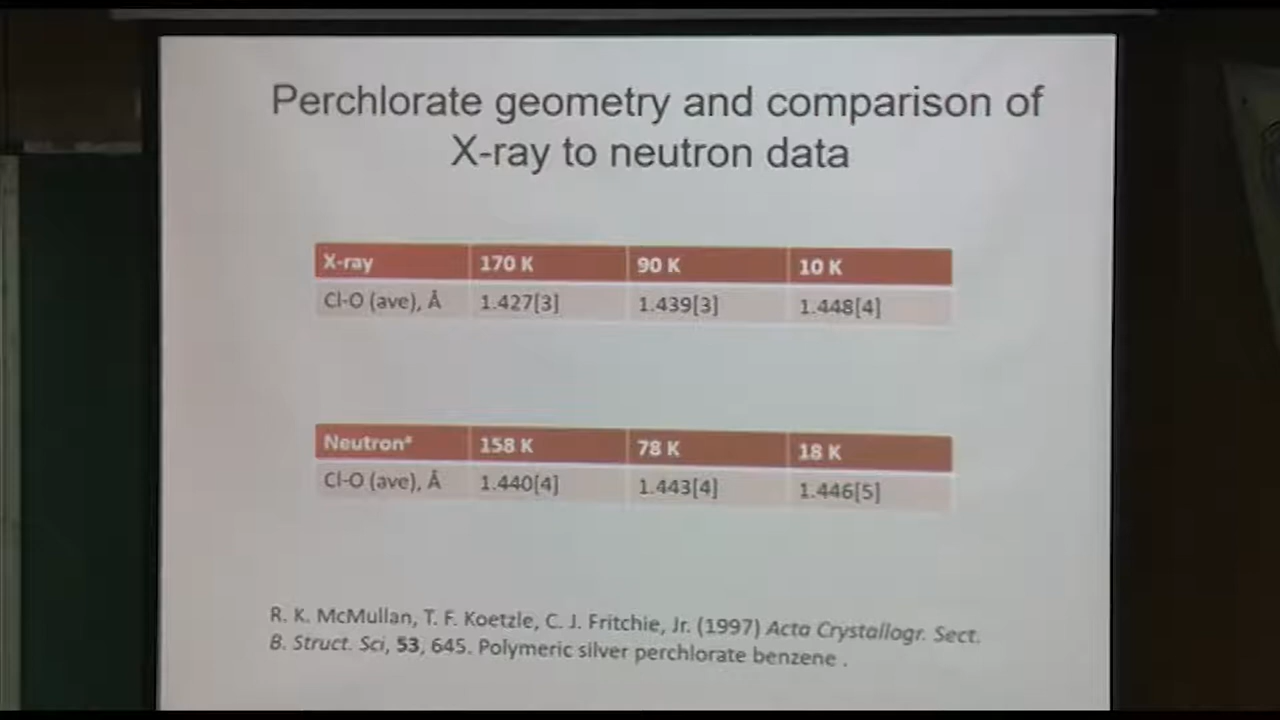 Perchlorate geometry and comparison of
X-ray to neutron data
X-ray 170 K 90 K 10 K
Cl-O (ave), Å 1.427[3] 1.439[3] 1.448[4]
Neutron* 158 K 78 K 18 K
Cl-O (ave), Å 1.440[4] 1.443[4] 1.446[5]
R. K. McMullan, T. F. Koetzle, C. J. Fritchie, Jr. (1997) Acta Crystallogr. Sect.
B. Struct. Sci, 53, 645. Polymeric silver perchlorate benzene .